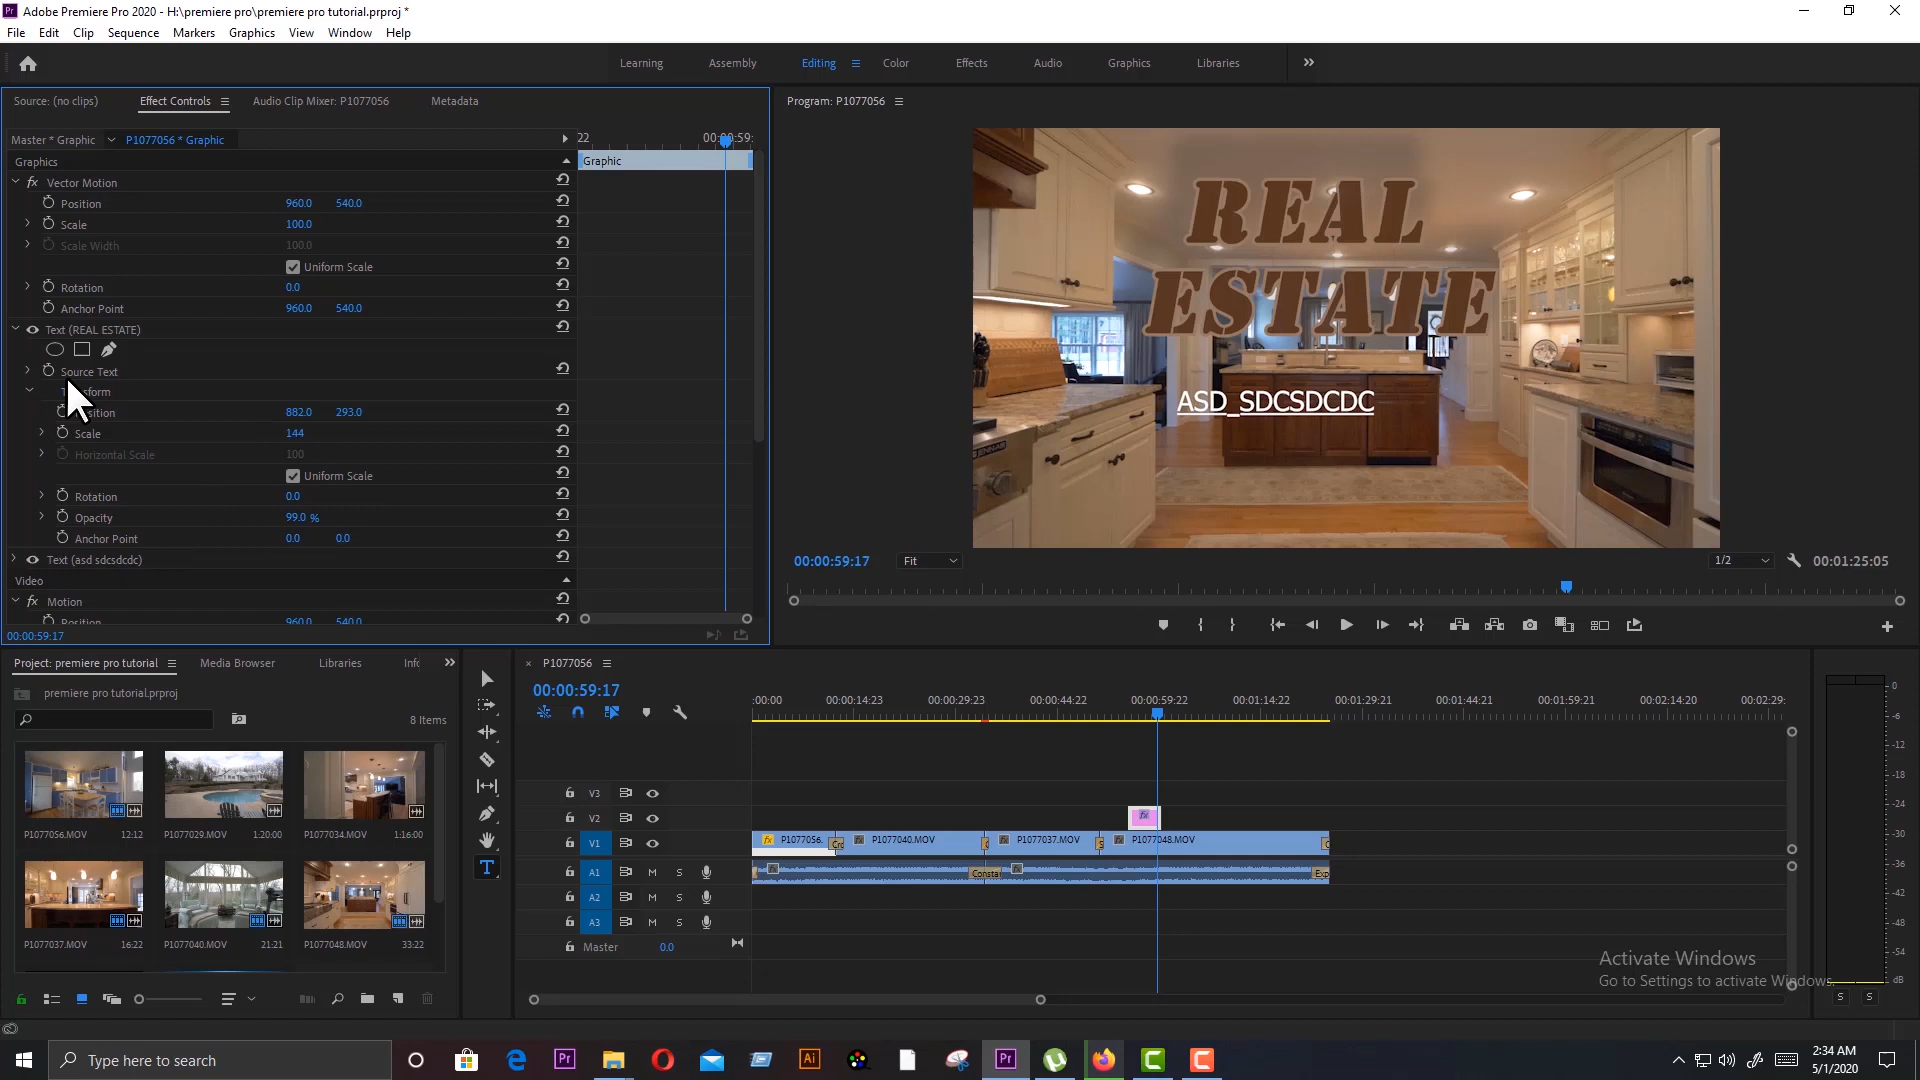 Adobe Premiere Pro 2020 - H:\premiere pro\premiere pro tutorial.prproj *
File Edit Clip Sequence Markers Graphics View Window Help
Learning Assembly Editing Color Effects Audio Graphics Libraries
Source: (no clips) Effect Controls Audio Clip Mixer: P1077056 Metadata
Program: P1077056
Master * Graphic P1077056 * Graphic
Graphics
Graphic
Vector Motion
Position 960.0 540.0
Scale 100.0
Scale Width 100.0
Uniform Scale
Rotation 0.0
Anchor Point 960.0 540.0
Text (REAL ESTATE)
Source Text
Position 882.0 293.0
Scale 144
Horizontal Scale 100
Uniform Scale
Rotation 0.0
Opacity 99.0 %
Anchor Point 0.0 0.0
Text (asd sdcsdcdc)
Video
Motion
Position 960.0 540.0
00:00:59:17
REAL
ESTATE
ASD_SDCSDCDC
00:00:59:17 Fit 1/2 00:01:25:05
Project: premiere pro tutorial Media Browser Libraries
premiere pro tutorial.prproj
8 Items
P1077056.MOV 12:12 P1077029.MOV 1:20:00 P1077034.MOV 1:16:00
P1077037.MOV 16:22 P1077040.MOV 21:21 P1077048.MOV 33:22
P1077056
00:00:59:17
:00:00 00:00:14:23 00:00:29:23 00:00:44:22 00:00:59:22 00:01:14:22 00:01:29:21 00:01:44:21 00:01:59:21 00:02:14:20 00:02:29:
V3
V2
V1 P1077056. P1077040.MOV P1077037.MOV P1077048.MOV
A1 M S Constan Exp
A2 M S
A3 M S
Master 0.0
0
-6
-12
-18
-24
-30
-36
-42
-48
-54
dB
S S
Activate Windows
Go to Settings to activate Windows.
Type here to search
2:34 AM
5/1/2020